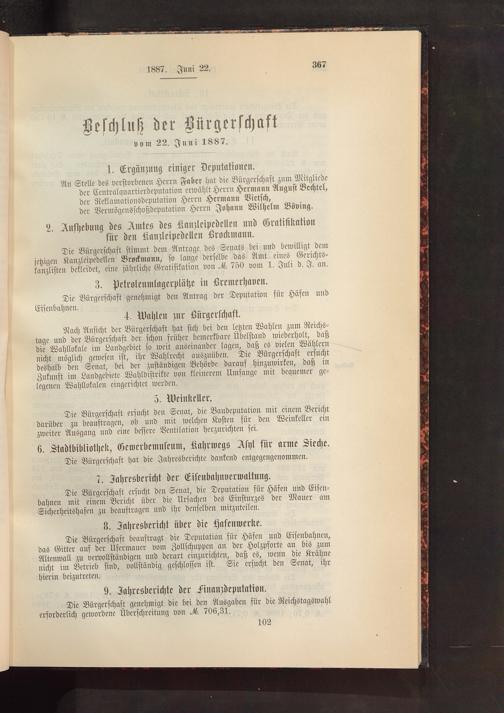 1887. Juni 22.
367
Beschluß der Bürgerschaft
vom 22. Juni 1887.
1. Ergänzung einiger Deputationen.
An Stelle des verstorbenen Herrn Faber hat die Bürgerschaft zum Mitgliede
der Centralquartierdeputation erwählt Herrn Hermann August Bechtel,
der Reklamationsdeputation Herrn Hermann Vietsch,
der Vermögensschoßdeputation Herrn Johann Wilhelm Böving.
2. Aufhebung des Amtes des Kanzleipedellen und Gratifikation
für den Kanzleipedellen Brockmann.
Die Bürgerschaft stimmt dem Antrage des Senats bei und bewilligt dem
jetzigen Kanzleipedellen Brockmann, so lange derselbe das Amt eines Gerichts-
kanzlisten bekleidet, eine jährliche Gratifikation von ℳ 750 vom 1. Juli d. J. an.
3. Petroleumlagerplätze in Bremerhaven.
Die Bürgerschaft genehmigt den Antrag der Deputation für Häfen und
Eisenbahnen.
4. Wahlen zur Bürgerschaft.
Nach Ansicht der Bürgerschaft hat sich bei den letzten Wahlen zum Reichs-
tage und der Bürgerschaft der schon früher bemerkbare Übelstand wiederholt, daß
die Wahllokale im Landgebiet so weit auseinander lagen, daß es vielen Wählern
nicht möglich gewesen ist, ihr Wahlrecht auszuüben. Die Bürgerschaft ersucht
deshalb den Senat, bei der zuständigen Behörde darauf hinzuwirken, daß in
Zukunft im Landgebiete Wahldistrikte von kleinerem Umfange mit bequemer ge-
legenen Wahllokalen eingerichtet werden.
5. Weinkeller.
Die Bürgerschaft ersucht den Senat, die Baudeputation mit einem Bericht
darüber zu beauftragen, ob und mit welchen Kosten für den Weinkeller ein
zweiter Ausgang und eine bessere Ventilation herzurichten sei.
6. Stadtbibliothek, Gewerbemuseum, Kahrwegs Asyl für arme Sieche.
Die Bürgerschaft hat die Jahresberichte dankend entgegengenommen.
7. Jahresbericht der Eisenbahnverwaltung.
Die Bürgerschaft ersucht den Senat, die Deputation für Häfen und Eisen-
bahnen mit einem Bericht über die Ursachen des Einsturzes der Mauer am
Sicherheitshafen zu beauftragen und ihr denselben mitzuteilen.
8. Jahresbericht über die Hafenwerke.
Die Bürgerschaft beauftragt die Deputation für Häfen und Eisenbahnen,
das Gitter auf der Ufermauer vom Zollschuppen an der Holzpforte an bis zum
Altenwall zu vervollständigen und derart einzurichten, daß es, wenn die Krähne
nicht im Betrieb sind, vollständig geschlossen ist. Sie ersucht den Senat, ihr
hierin beizutreten.
9. Jahresberichte der Finanzdeputation.
Die Bürgerschaft genehmigt die bei den Ausgaben für die Reichstagswahl
erforderlich gewordene Überschreitung von ℳ 706,31.
102